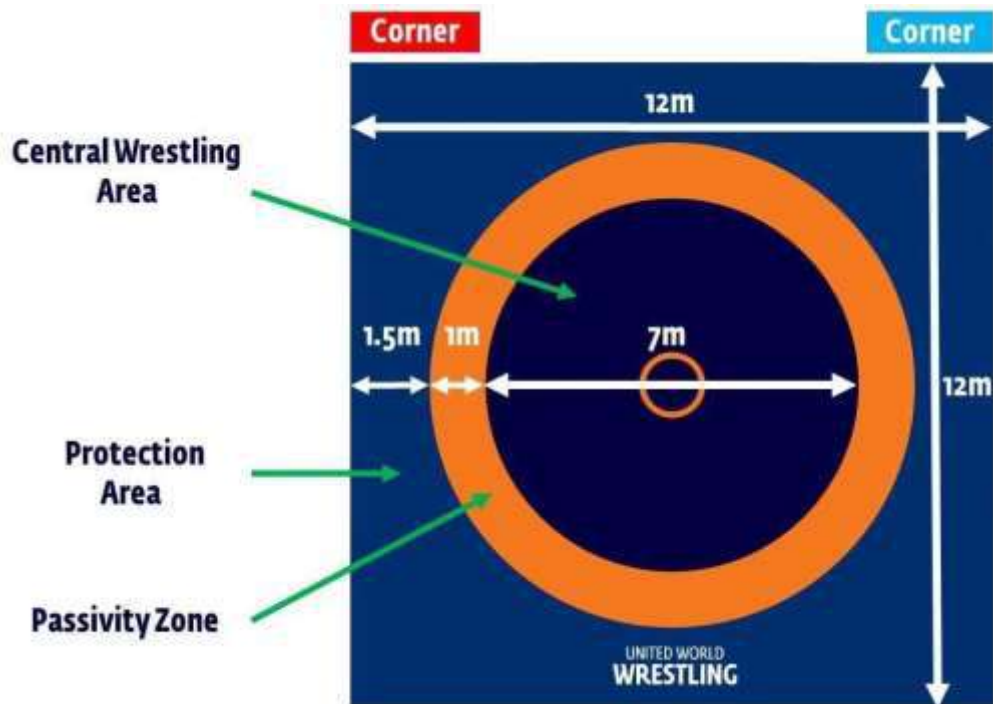 Corner
Corner
12m
Central Wrestling
Area
1.5m
1m
7m
12m
Protection
Area
Passivity Zone
UNITED WORLD
WRESTLING